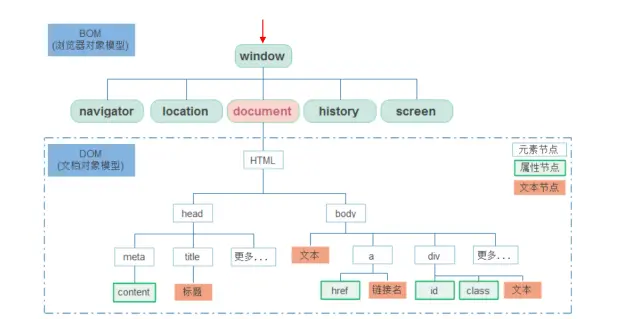 BOM
(浏览器对象模型)
window
navigator
location
document
history
screen
DOM
(文档对象模型)
元素节点
属性节点
文本节点
HTML
head
body
meta
title
更多...
文本
a
div
更多...
content
标题
href
链接名
id
class
文本